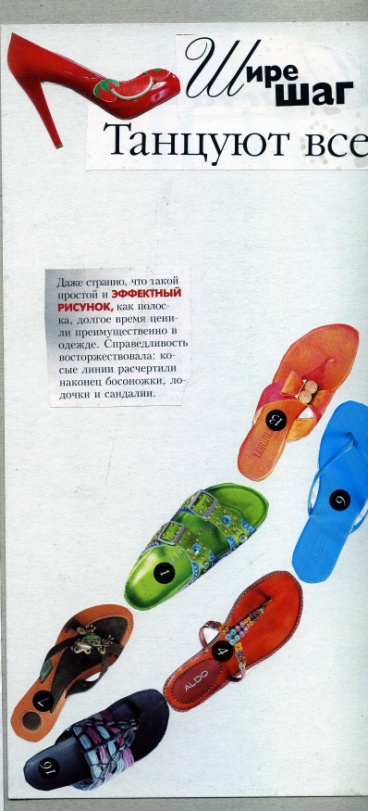 Шире
шаг
Танцуют все
Даже странно, что такой
простой и ЭФФЕКТНЫЙ
РИСУНОК, как полос-
ка, долгое время цени-
ли преимущественно в
одежде. Справедливость
восторжествовала: ко-
сые линии расчертили
наконец босоножки, ло-
дочки и сандалии.
13
6
1
4
ALDO
7
16